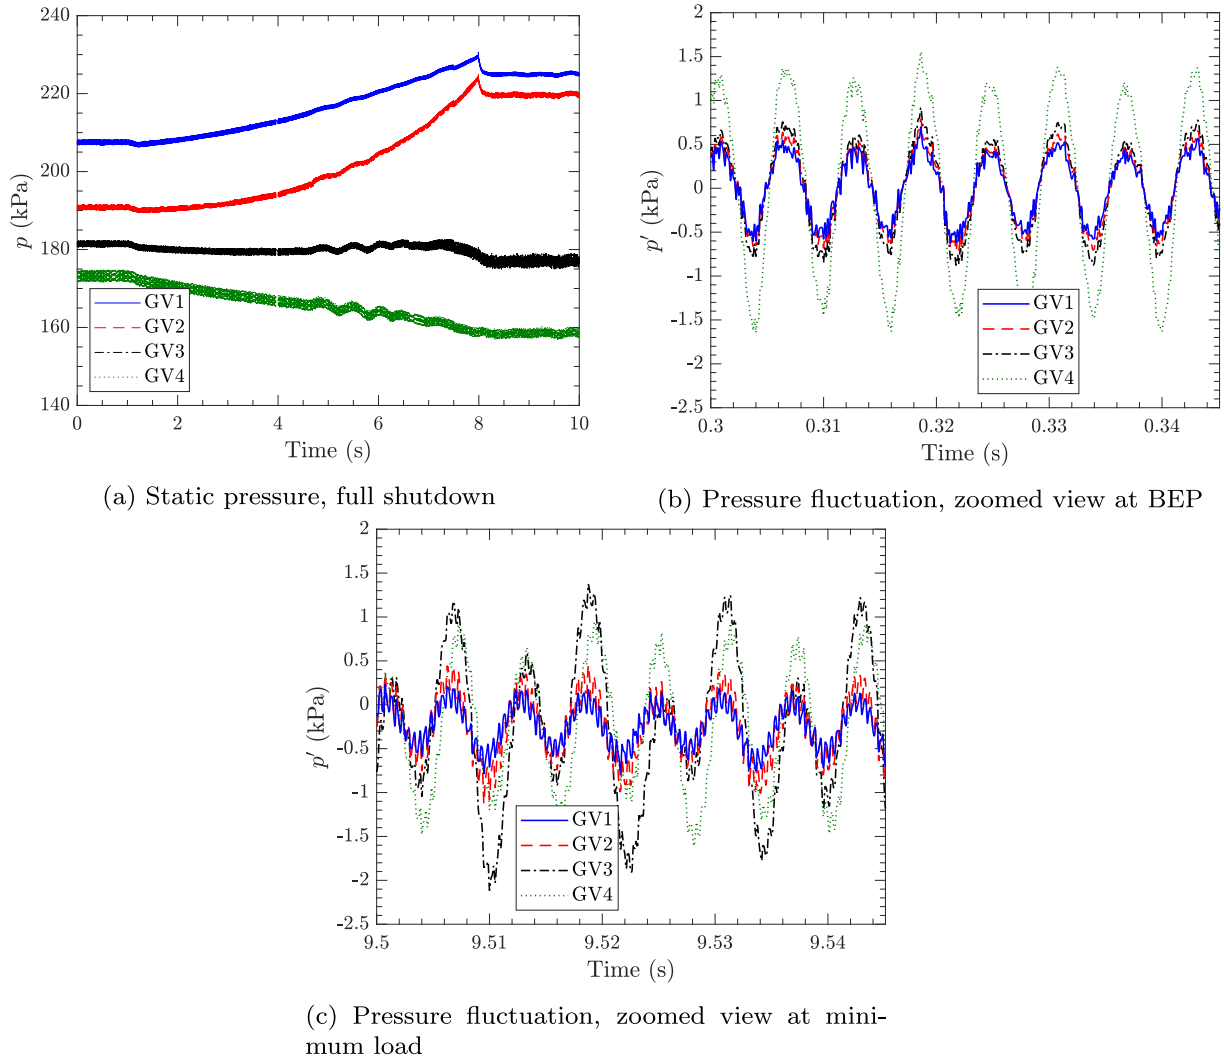 240
220
200
180
160
140
p (kPa)
0
2
4
6
8
10
Time (s)
GV1
GV2
GV3
GV4
(a) Static pressure, full shutdown
2
1.5
1
0.5
0
-0.5
-1
-1.5
-2
-2.5
p′ (kPa)
0.3
0.31
0.32
0.33
0.34
Time (s)
GV1
GV2
GV3
GV4
(b) Pressure fluctuation, zoomed view at BEP
2
1.5
1
0.5
0
-0.5
-1
-1.5
-2
-2.5
p′ (kPa)
9.5
9.51
9.52
9.53
9.54
Time (s)
GV1
GV2
GV3
GV4
(c) Pressure fluctuation, zoomed view at mini-
mum load